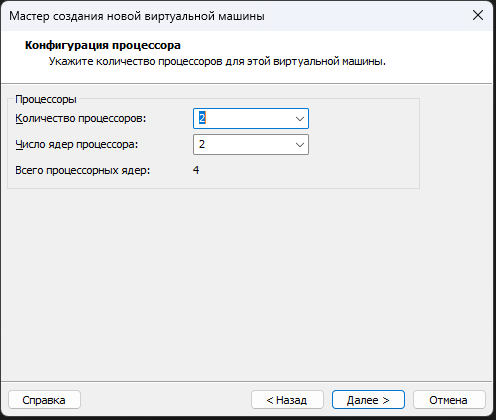 Мастер создания новой виртуальной машины
Конфигурация процессора
Укажите количество процессоров для этой виртуальной машины.
Процессоры
Количество процессоров: 2
Число ядер процессора: 2
Всего процессорных ядер: 4
Справка < Назад Далее > Отмена